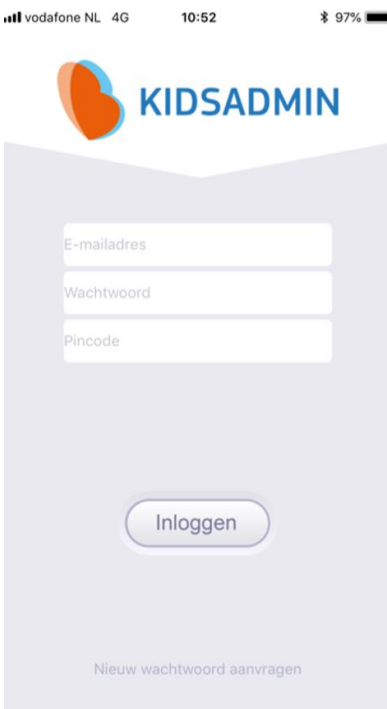 vodafone NL 4G 10:52 97%
KIDSADMIN
E-mailadres
Wachtwoord
Pincode
Inloggen
Nieuw wachtwoord aanvragen